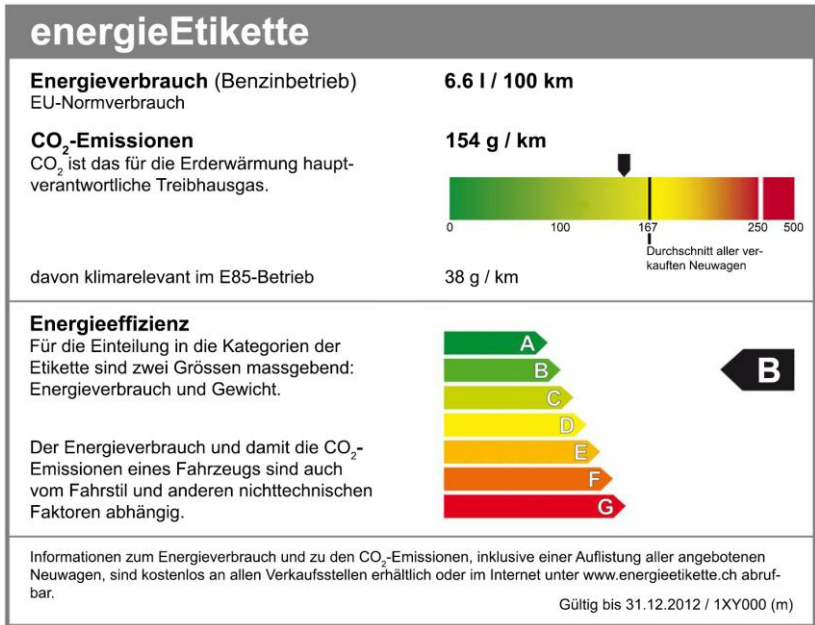 energieEtikette
Energieverbrauch (Benzinbetrieb)
6.6 l / 100 km
EU-Normverbrauch
CO₂-Emissionen
154 g / km
CO₂ ist das für die Erderwärmung haupt-
verantwortliche Treibhausgas.
0 100 167 250 500
Durchschnitt aller ver-
kauften Neuwagen
davon klimarelevant im E85-Betrieb
38 g / km
Energieeffizienz
Für die Einteilung in die Kategorien der
Etikette sind zwei Grössen massgebend:
Energieverbrauch und Gewicht.
Der Energieverbrauch und damit die CO₂-
Emissionen eines Fahrzeugs sind auch
vom Fahrstil und anderen nichttechnischen
Faktoren abhängig.
A
B
C
D
E
F
G
B
Informationen zum Energieverbrauch und zu den CO₂-Emissionen, inklusive einer Auflistung aller angebotenen
Neuwagen, sind kostenlos an allen Verkaufsstellen erhältlich oder im Internet unter www.energieetikette.ch abruf-
bar.
Gültig bis 31.12.2012 / 1XY000 (m)